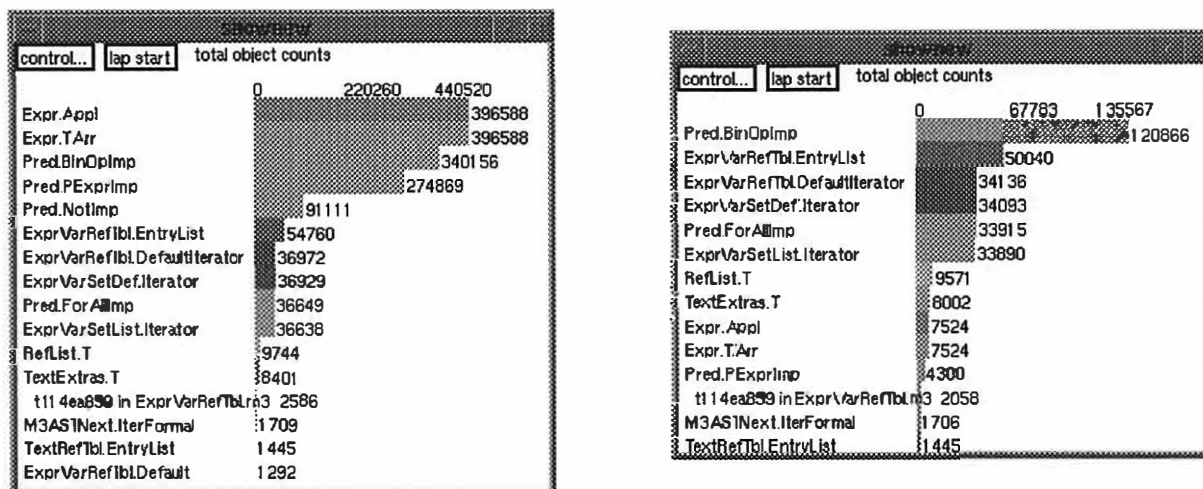 shownew
control... lap start total object counts
0 220260 440520
Expr.Appl 396588
Expr.TArr 396588
Pred.BinOpImp 340156
Pred.PExprImp 274869
Pred.NotImp 91111
ExprVarRefTbl.EntryList 54760
ExprVarRefTbl.DefaultIterator 36972
ExprVarSetDef.Iterator 36929
Pred.ForAllImp 36649
ExprVarSetList.Iterator 36638
RefList.T 9744
TextExtras.T 8401
t114ea859 in ExprVarRefTbl.m3 2586
M3ASTNext.IterFormal 1709
TextRefTbl.EntryList 1445
ExprVarRefTbl.Default 1292
shownew
control... lap start total object counts
0 67783 135567
Pred.BinOpImp 120866
ExprVarRefTbl.EntryList 50040
ExprVarRefTbl.DefaultIterator 34136
ExprVarSetDef.Iterator 34093
Pred.ForAllImp 33915
ExprVarSetList.Iterator 33890
RefList.T 9571
TextExtras.T 8002
Expr.Appl 7524
Expr.TArr 7524
Pred.PExprImp 4300
t114ea859 in ExprVarRefTbl.m3 2058
M3ASTNext.IterFormal 1706
TextRefTbl.EntryList 1445